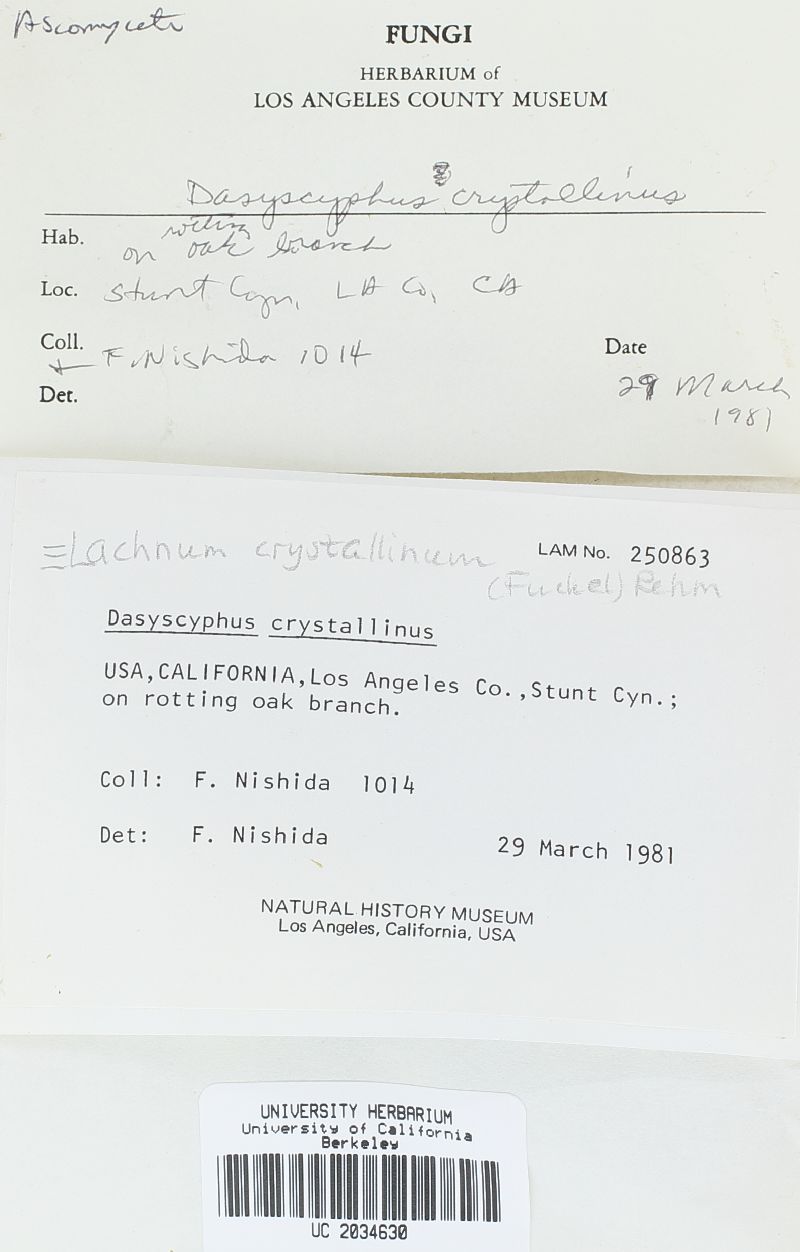 Ascomycete
FUNGI
HERBARIUM of
LOS ANGELES COUNTY MUSEUM
Dasyscyphus crystallinus
Hab. on rotting oak branch
Loc. Stunt Cyn, LA Co, CA
Coll. F. Nishida 1014
+
Date
Det.
29 March
1981
≡Lachnum crystallinum
LAM No. 250863
(Fuckel) Rehm
Dasyscyphus crystallinus
USA,CALIFORNIA,Los Angeles Co.,Stunt Cyn.;
on rotting oak branch.
Coll: F. Nishida 1014
Det: F. Nishida 29 March 1981
NATURAL HISTORY MUSEUM
Los Angeles, California, USA
UNIVERSITY HERBARIUM
University of California
Berkeley
UC 2034630